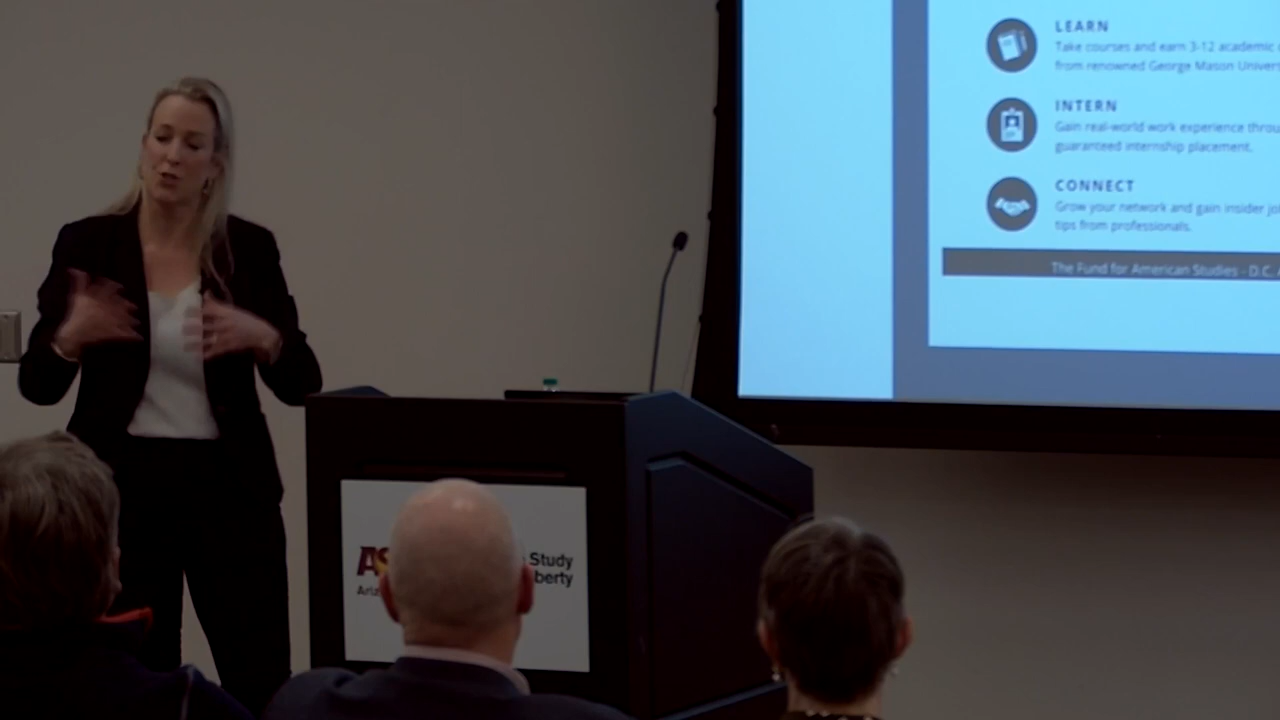 LEARN
Take courses and earn 3-12 academic
from renowned George Mason Univers
INTERN
Gain real-world work experience throu
guaranteed internship placement.
CONNECT
Grow your network and gain insider jo
tips from professionals.
The Fund for American Studies - D.C. A
AS
Ariz
Study
berty